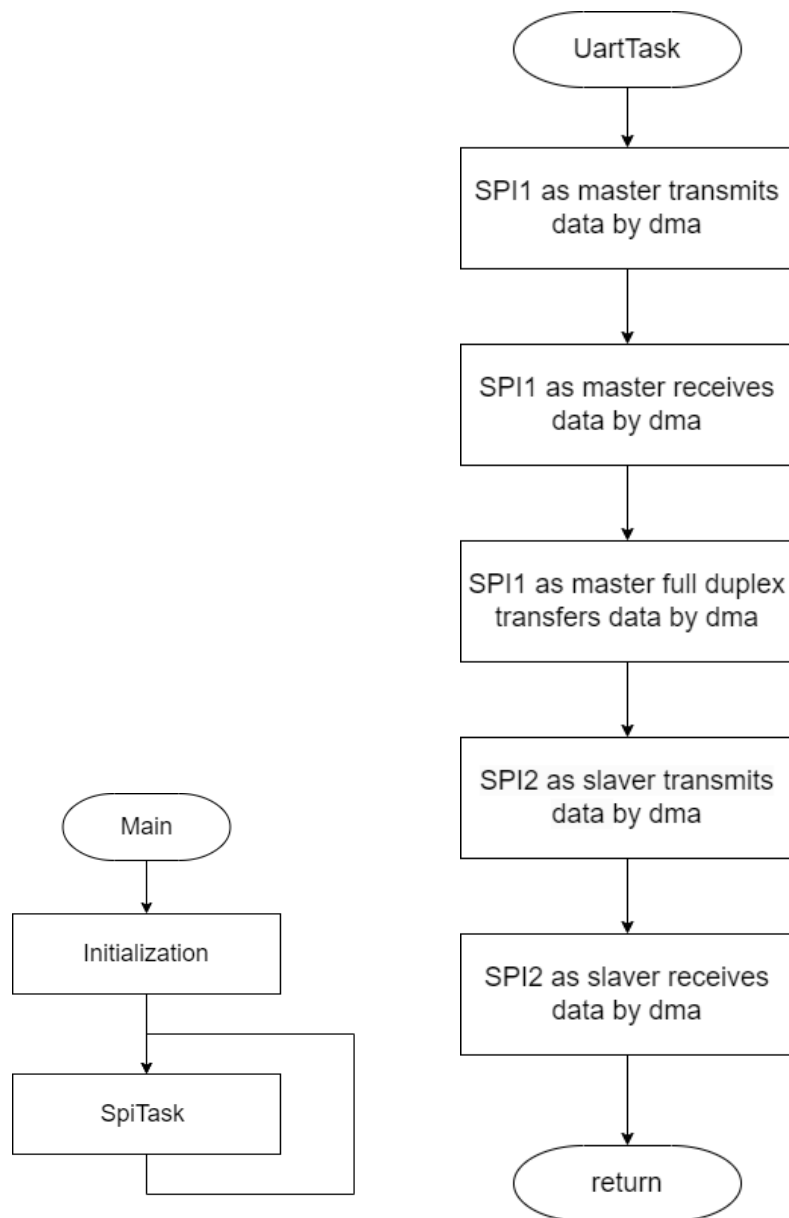 Main
Initialization
SpiTask
UartTask
SPI1 as master transmits
data by dma
SPI1 as master receives
data by dma
SPI1 as master full duplex
transfers data by dma
SPI2 as slaver transmits
data by dma
SPI2 as slaver receives
data by dma
return